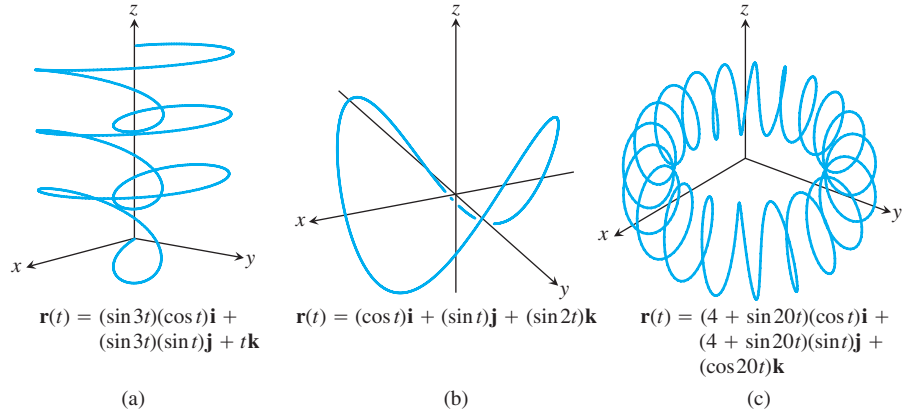 z
x
y
r(t) = (sin 3t)(cos t)i +
(sin 3t)(sin t)j + tk
(a)
z
x
y
r(t) = (cos t)i + (sin t)j + (sin 2t)k
(b)
z
x
y
r(t) = (4 + sin 20t)(cos t)i +
(4 + sin 20t)(sin t)j +
(cos 20t)k
(c)